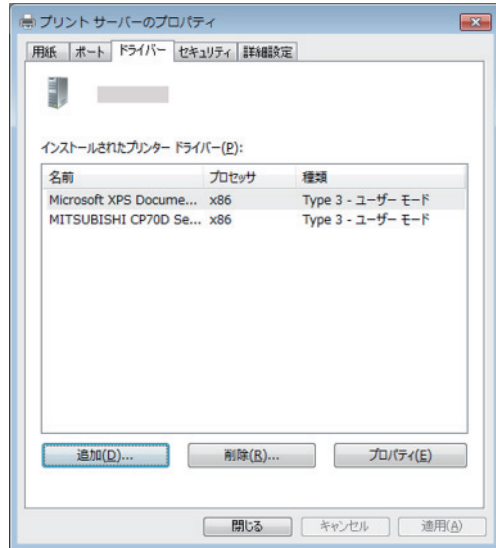 プリント サーバーのプロパティ
用紙 ポート ドライバー セキュリティ 詳細設定
インストールされたプリンター ドライバー(P):
名前 プロセッサ 種類
Microsoft XPS Docume... x86 Type 3 - ユーザー モード
MITSUBISHI CP70D Se... x86 Type 3 - ユーザー モード
追加(D)... 削除(R)... プロパティ(E)
閉じる キャンセル 適用(A)